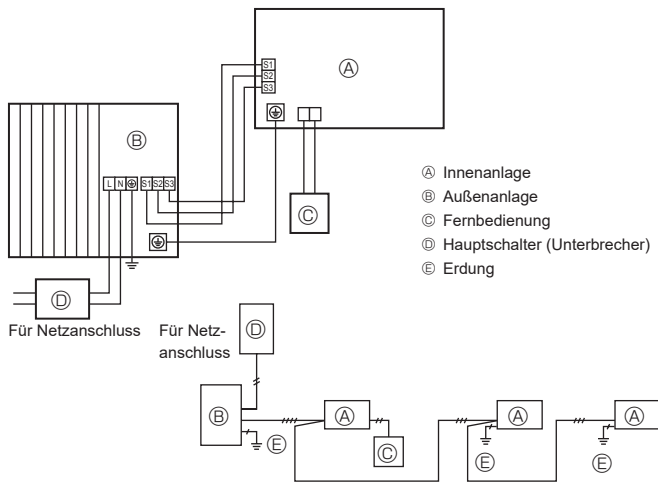 S1
S2
S3
Ⓐ
Ⓑ
L N S1 S2 S3
Ⓒ
Ⓓ
Für Netzanschluss
Ⓐ Innenanlage
Ⓑ Außenanlage
Ⓒ Fernbedienung
Ⓓ Hauptschalter (Unterbrecher)
Ⓔ Erdung
Für Netz-
anschluss
Ⓓ
Ⓑ
Ⓔ
Ⓐ
Ⓒ
Ⓐ
Ⓔ
Ⓐ
Ⓔ